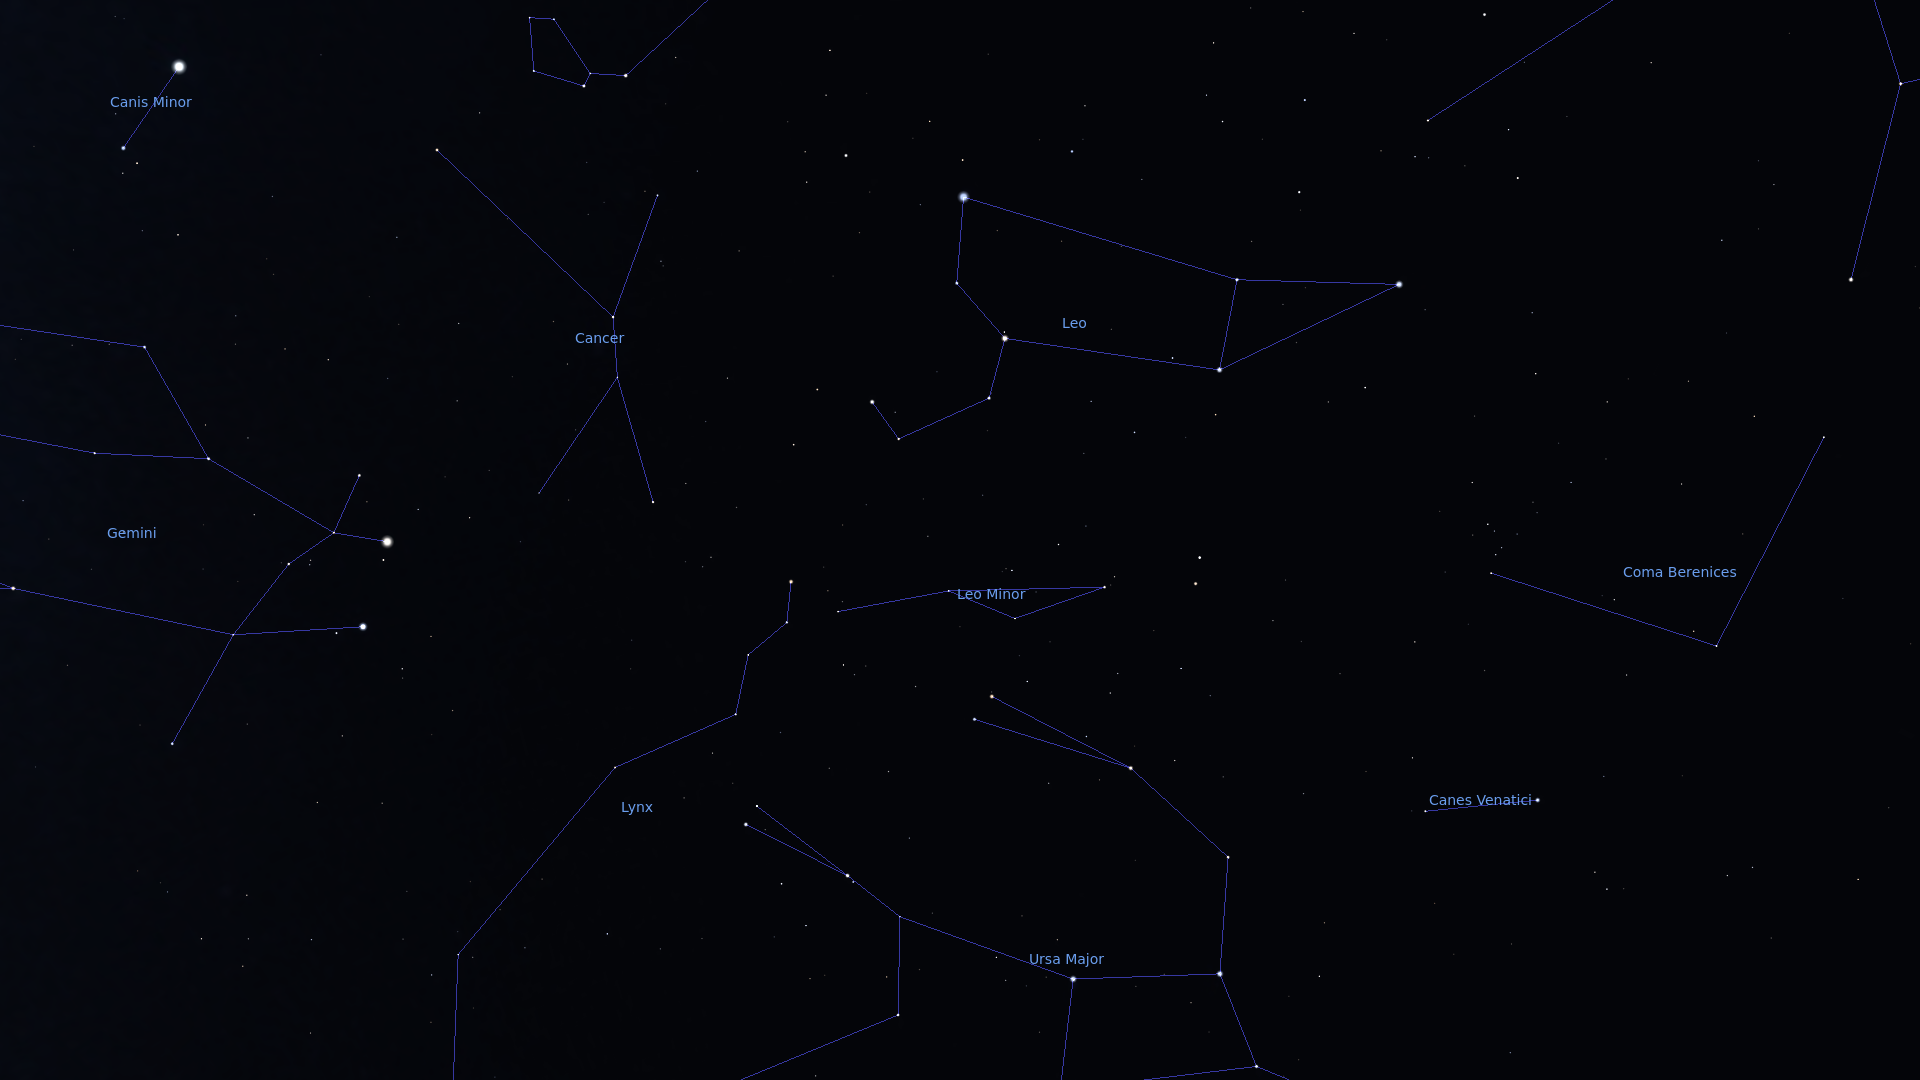 Canis Minor
Leo
Cancer
Gemini
Coma Berenices
Leo Minor
Canes Venatici
Lynx
Ursa Major